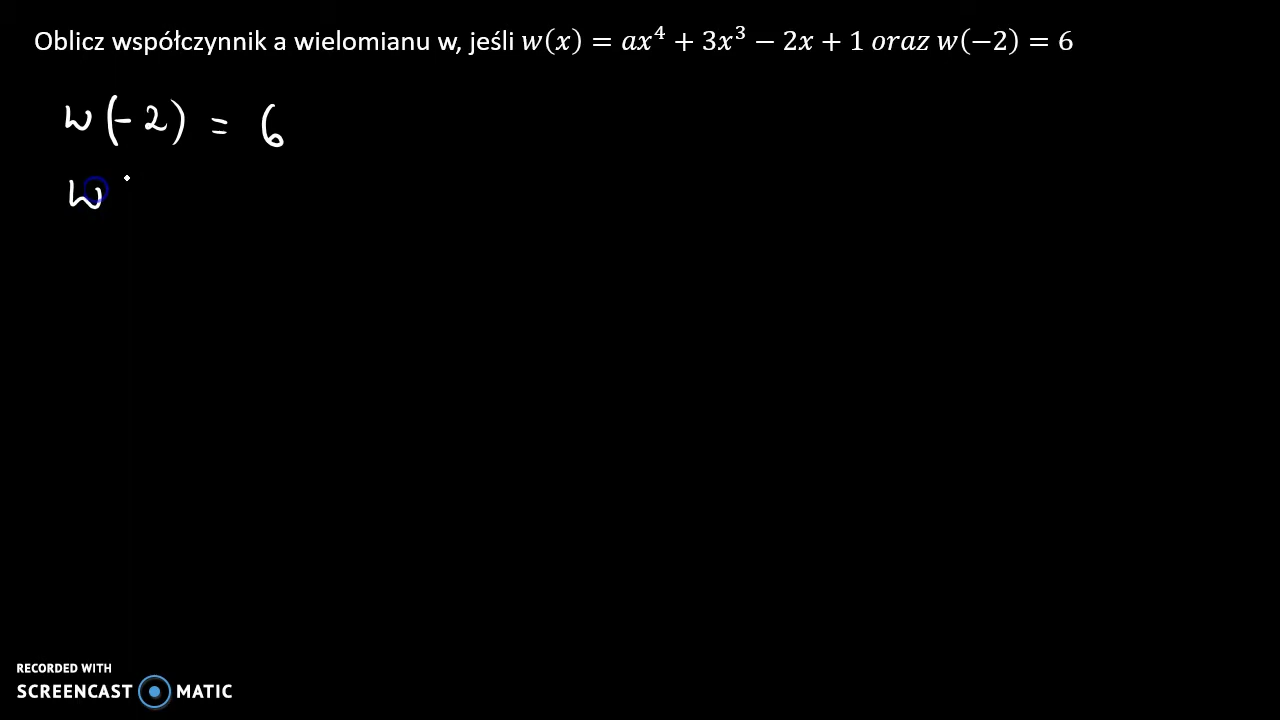 Oblicz współczynnik a wielomianu w, jeśli w(x) = ax⁴ + 3x³ − 2x + 1 oraz w(−2) = 6
w(-2) = 6
w
RECORDED WITH
SCREENCAST MATIC